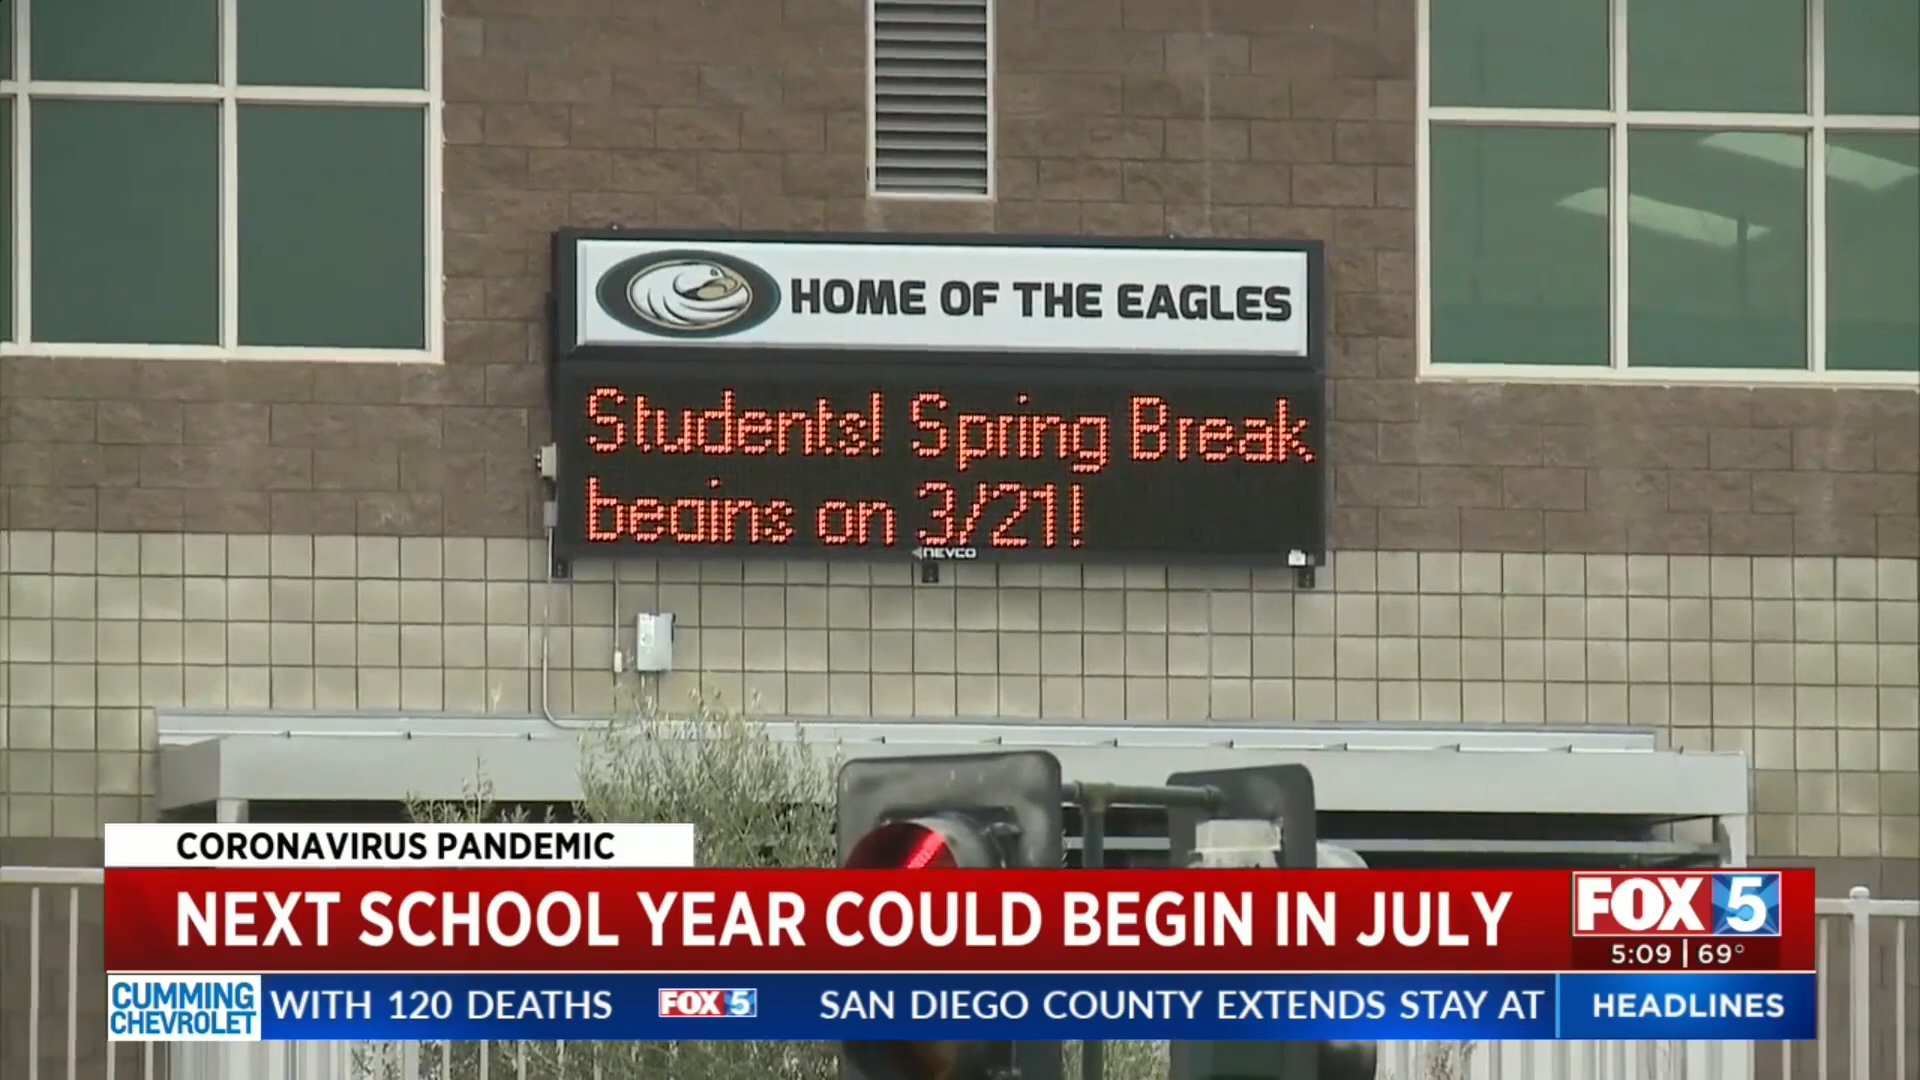 HOME OF THE EAGLES
Students! Spring Break
begins on 3/21!
NEVCO
CORONAVIRUS PANDEMIC
NEXT SCHOOL YEAR COULD BEGIN IN JULY
FOX 5
5:09 | 69°
CUMMING
CHEVROLET
WITH 120 DEATHS FOX 5 SAN DIEGO COUNTY EXTENDS STAY AT
HEADLINES